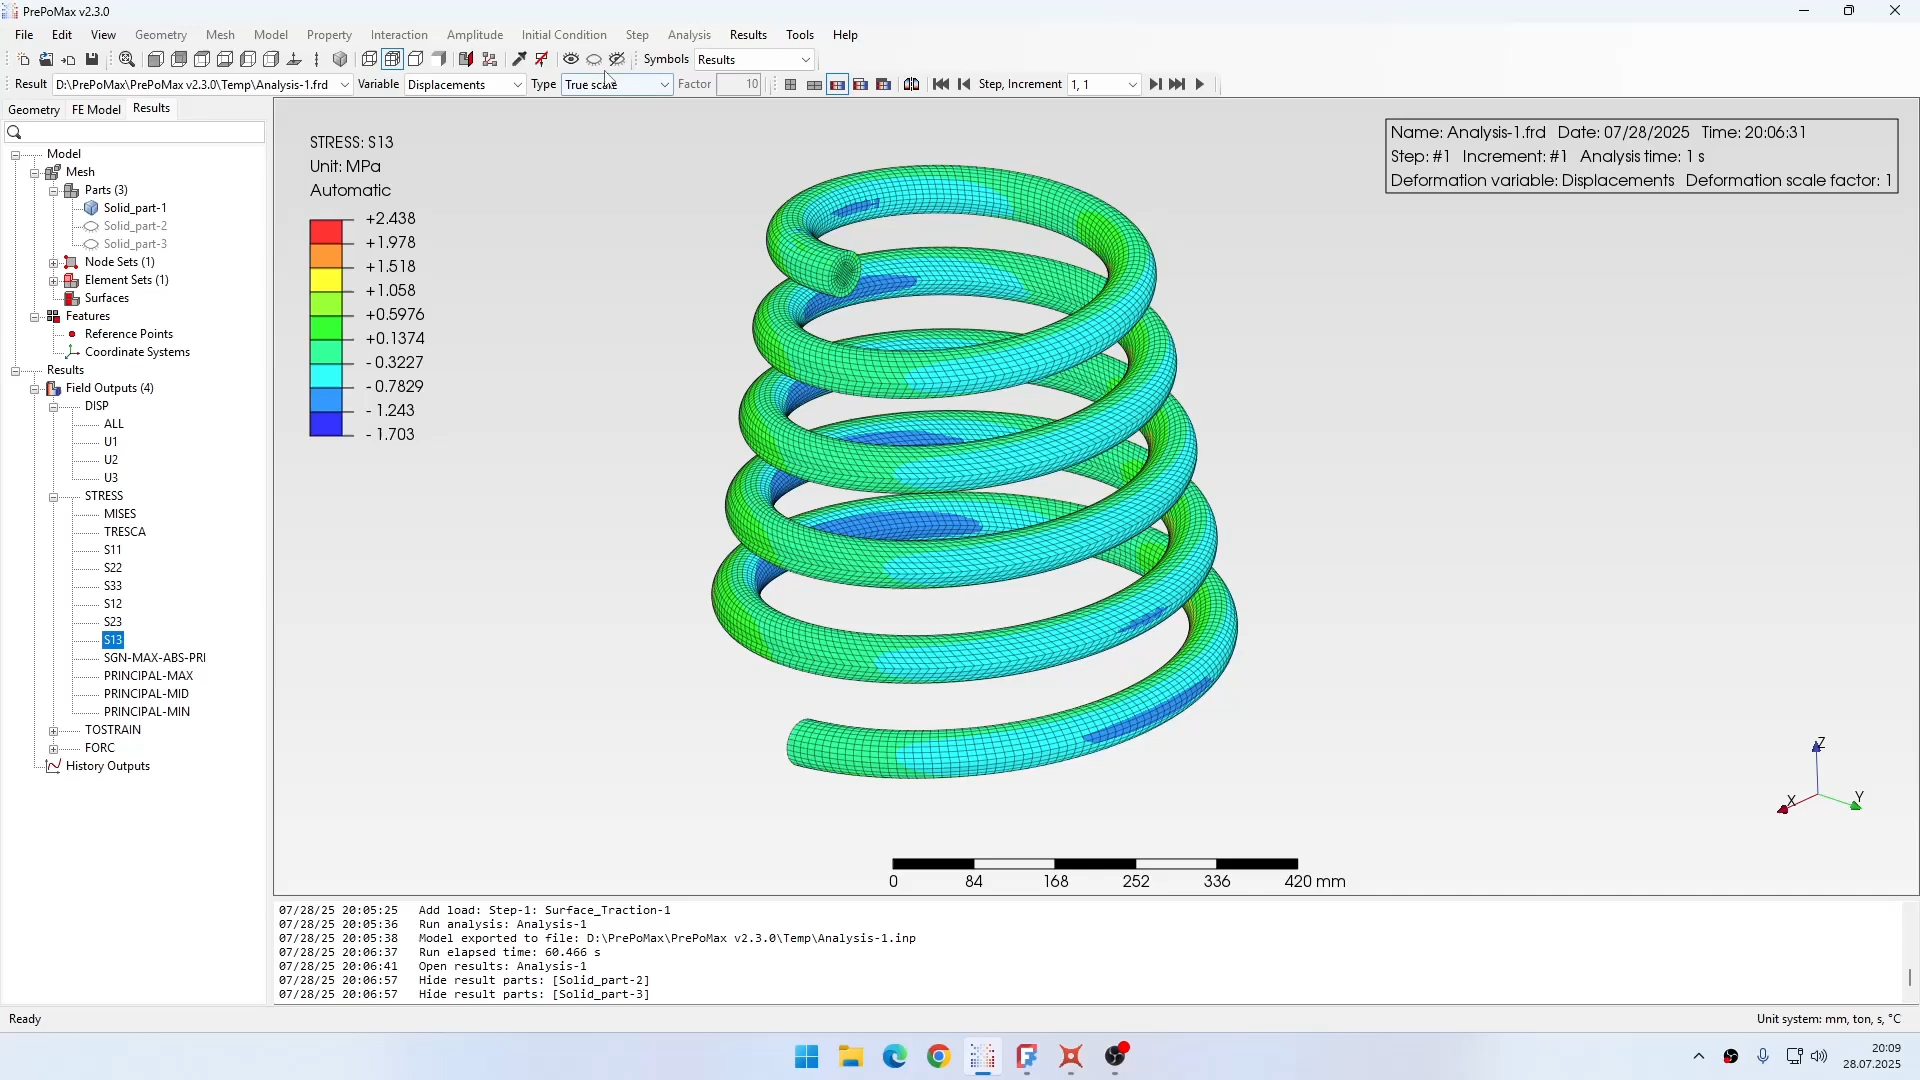 PrePoMax v2.3.0
File Edit View Geometry Mesh Model Property Interaction Amplitude Initial Condition Step Analysis Results Tools Help
Symbols Results
Result D:\PrePoMax\PrePoMax v2.3.0\Temp\Analysis-1.frd Variable Displacements Type True scale Factor 10 Step, Increment 1, 1
Geometry FE Model Results
Model
Mesh
Parts (3)
Solid_part-1
Solid_part-2
Solid_part-3
Node Sets (1)
Element Sets (1)
Surfaces
Features
Reference Points
Coordinate Systems
Results
Field Outputs (4)
DISP
ALL
U1
U2
U3
STRESS
MISES
TRESCA
S11
S22
S33
S12
S23
S13
SGN-MAX-ABS-PRI
PRINCIPAL-MAX
PRINCIPAL-MID
PRINCIPAL-MIN
TOSTRAIN
FORC
History Outputs
STRESS: S13
Unit: MPa
Automatic
+2.438
+1.978
+1.518
+1.058
+0.5976
+0.1374
-0.3227
-0.7829
-1.243
-1.703
Name: Analysis-1.frd Date: 07/28/2025 Time: 20:06:31
Step: #1 Increment: #1 Analysis time: 1 s
Deformation variable: Displacements Deformation scale factor: 1
Z
X
Y
0 84 168 252 336 420 mm
07/28/25 20:05:25 Add load: Step-1: Surface_Traction-1
07/28/25 20:05:36 Run analysis: Analysis-1
07/28/25 20:05:38 Model exported to file: D:\PrePoMax\PrePoMax v2.3.0\Temp\Analysis-1.inp
07/28/25 20:06:37 Run elapsed time: 60.466 s
07/28/25 20:06:41 Open results: Analysis-1
07/28/25 20:06:57 Hide result parts: [Solid_part-2]
07/28/25 20:06:57 Hide result parts: [Solid_part-3]
Ready
Unit system: mm, ton, s, °C
20:09
28.07.2025